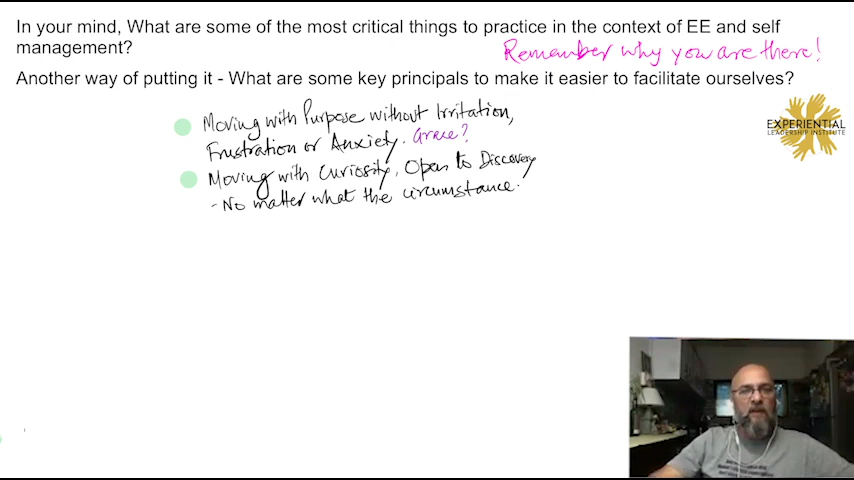 In your mind, What are some of the most critical things to practice in the context of EE and self
management?
Remember why you are there!
Another way of putting it - What are some key principals to make it easier to facilitate ourselves?
Moving with Purpose without Irritation,
Frustration or Anxiety. Grace?
Moving with Curiosity, Open to Discovery
- No matter what the circumstance.
EXPERIENTIAL
LEADERSHIP INSTITUTE